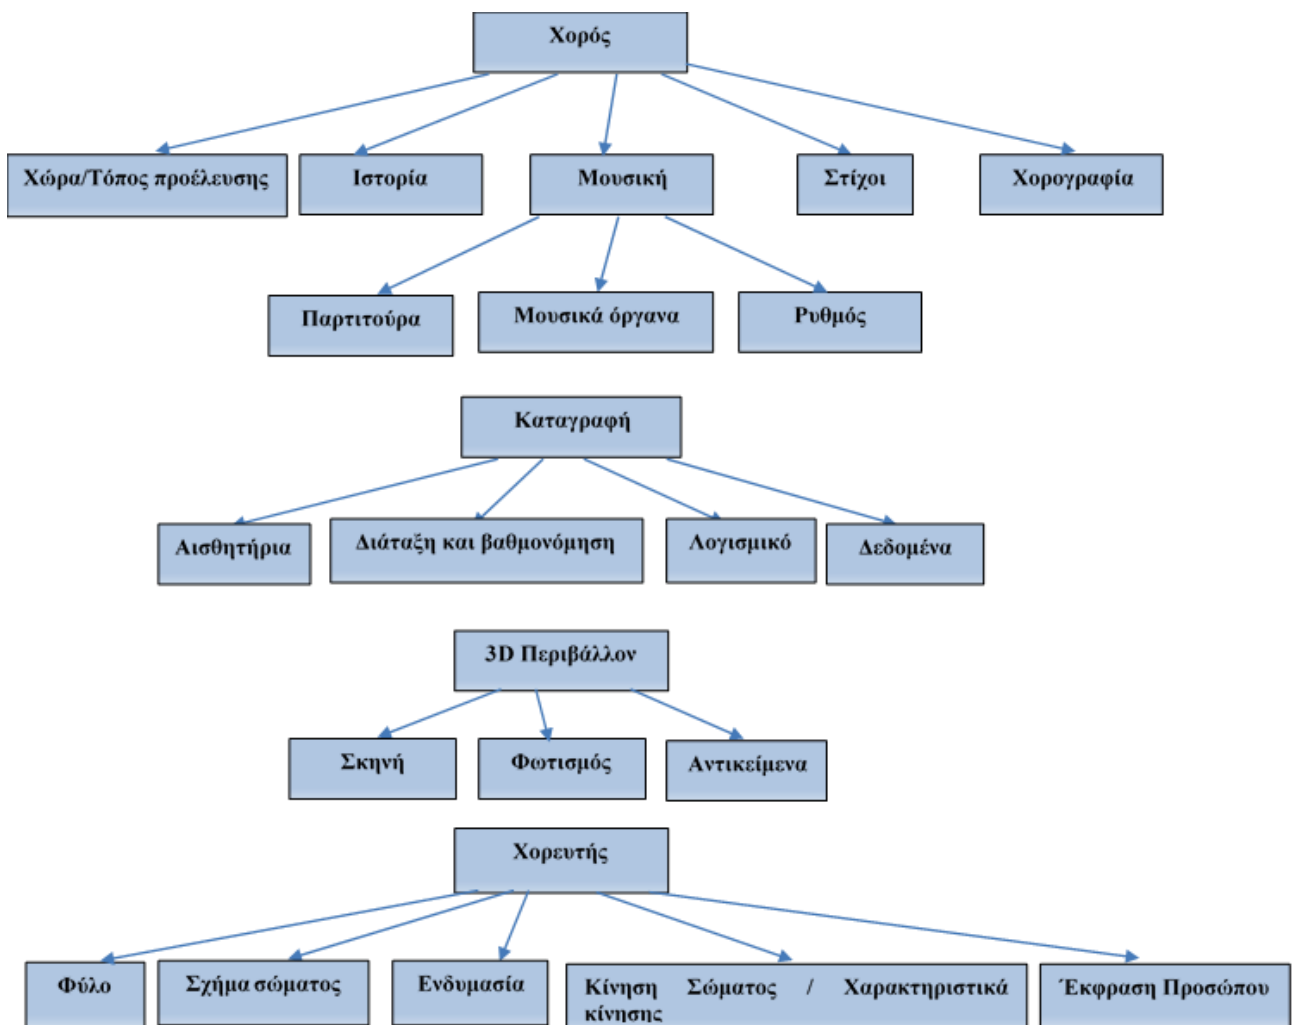 Χορός
Χώρα/Τόπος προέλευσης
Ιστορία
Μουσική
Στίχοι
Χορογραφία
Παρτιτούρα
Μουσικά όργανα
Ρυθμός
Καταγραφή
Αισθητήρια
Διάταξη και βαθμονόμηση
Λογισμικό
Δεδομένα
3D Περιβάλλον
Σκηνή
Φωτισμός
Αντικείμενα
Χορευτής
Φύλο
Σχήμα σώματος
Ενδυμασία
Κίνηση Σώματος / Χαρακτηριστικά
κίνησης
Έκφραση Προσώπου